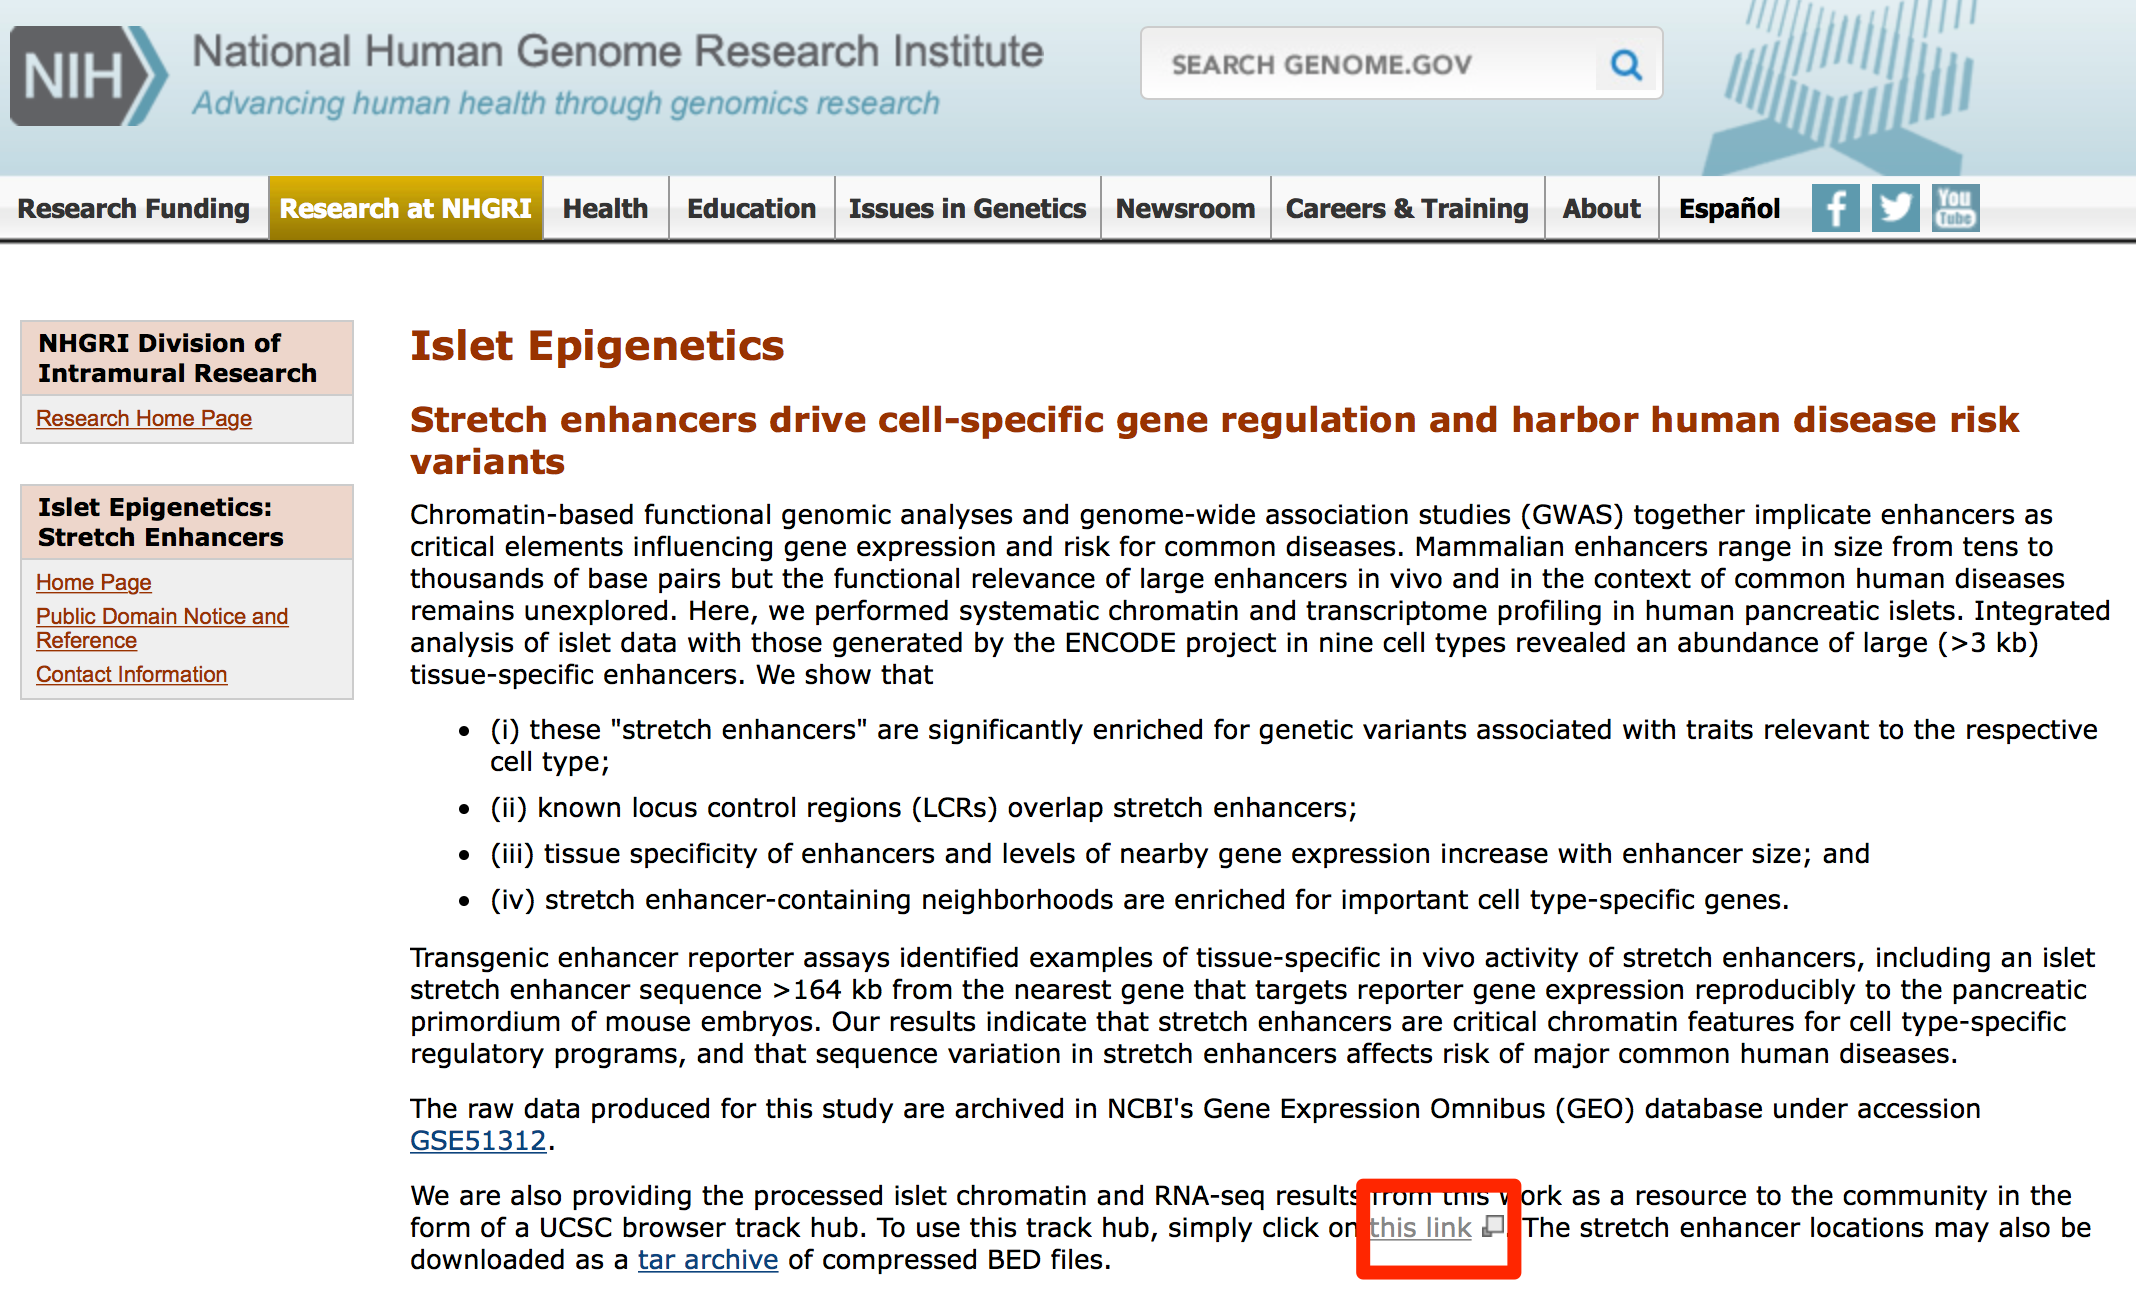 NIH
National Human Genome Research Institute
Advancing human health through genomics research
SEARCH GENOME.GOV
Research Funding Research at NHGRI Health Education Issues in Genetics Newsroom Careers & Training About Español f You Tube
NHGRI Division of
Intramural Research
Research Home Page
Islet Epigenetics:
Stretch Enhancers
Home Page
Public Domain Notice and
Reference
Contact Information
Islet Epigenetics
Stretch enhancers drive cell-specific gene regulation and harbor human disease risk
variants
Chromatin-based functional genomic analyses and genome-wide association studies (GWAS) together implicate enhancers as
critical elements influencing gene expression and risk for common diseases. Mammalian enhancers range in size from tens to
thousands of base pairs but the functional relevance of large enhancers in vivo and in the context of common human diseases
remains unexplored. Here, we performed systematic chromatin and transcriptome profiling in human pancreatic islets. Integrated
analysis of islet data with those generated by the ENCODE project in nine cell types revealed an abundance of large (>3 kb)
tissue-specific enhancers. We show that
• (i) these "stretch enhancers" are significantly enriched for genetic variants associated with traits relevant to the respective
cell type;
• (ii) known locus control regions (LCRs) overlap stretch enhancers;
• (iii) tissue specificity of enhancers and levels of nearby gene expression increase with enhancer size; and
• (iv) stretch enhancer-containing neighborhoods are enriched for important cell type-specific genes.
Transgenic enhancer reporter assays identified examples of tissue-specific in vivo activity of stretch enhancers, including an islet
stretch enhancer sequence >164 kb from the nearest gene that targets reporter gene expression reproducibly to the pancreatic
primordium of mouse embryos. Our results indicate that stretch enhancers are critical chromatin features for cell type-specific
regulatory programs, and that sequence variation in stretch enhancers affects risk of major common human diseases.
The raw data produced for this study are archived in NCBI's Gene Expression Omnibus (GEO) database under accession
GSE51312.
We are also providing the processed islet chromatin and RNA-seq results from this work as a resource to the community in the
form of a UCSC browser track hub. To use this track hub, simply click on this link . The stretch enhancer locations may also be
downloaded as a tar archive of compressed BED files.